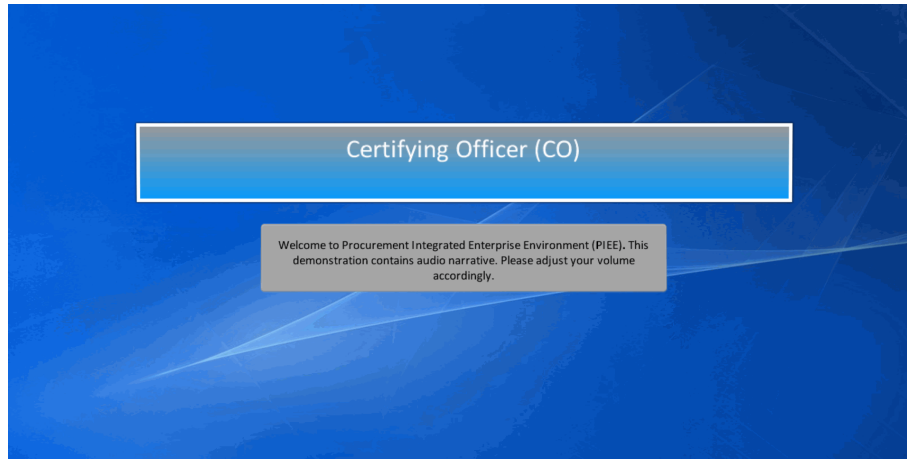 Certifying Officer (CO)
Welcome to Procurement Integrated Enterprise Environment (PIEE). This
demonstration contains audio narrative. Please adjust your volume
accordingly.